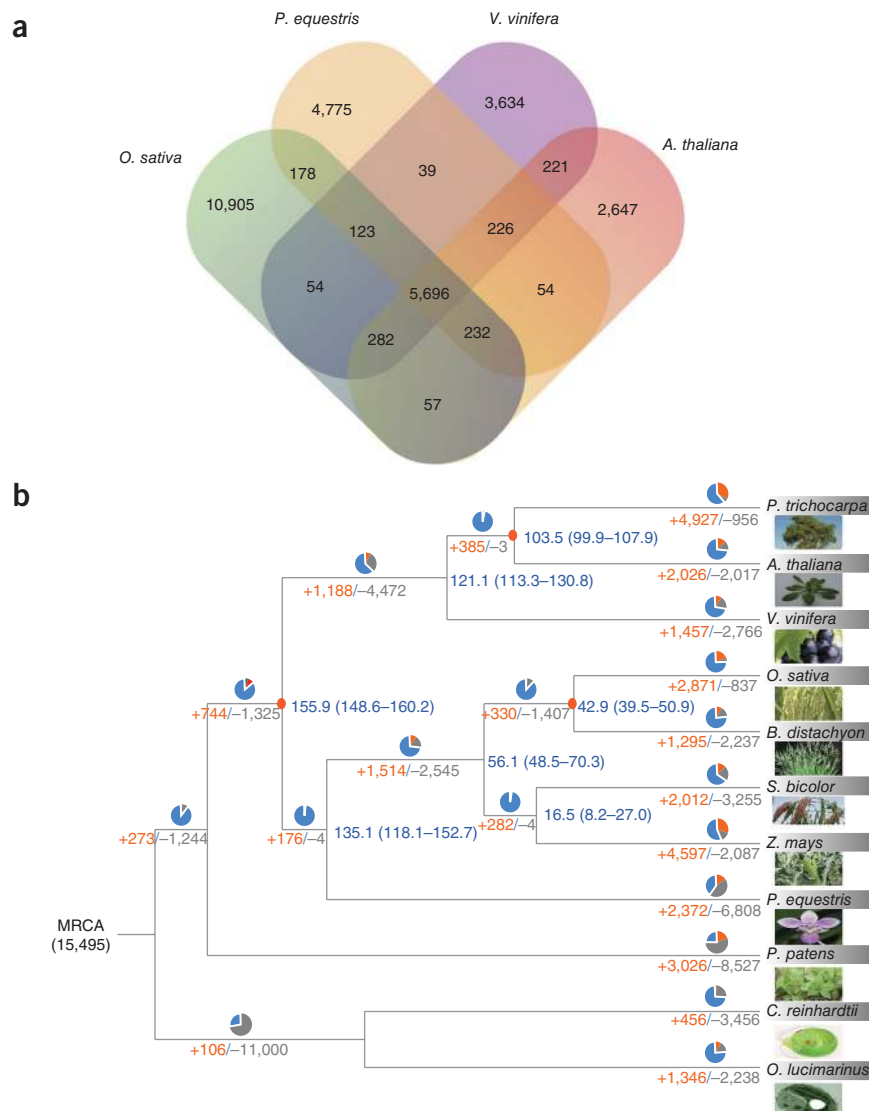 a
P. equestris
V. vinifera
O. sativa
A. thaliana
4,775
3,634
178
39
221
10,905
2,647
123
226
54
5,696
54
282
232
57
b
P. trichocarpa
+4,927/–956
103.5 (99.9–107.9)
+385/–3
A. thaliana
+2,026/–2,017
121.1 (113.3–130.8)
+1,188/–4,472
V. vinifera
+1,457/–2,766
O. sativa
+2,871/–837
+744/–1,325
155.9 (148.6–160.2)
+330/–1,407
42.9 (39.5–50.9)
B. distachyon
+1,295/–2,237
+1,514/–2,545
56.1 (48.5–70.3)
S. bicolor
+2,012/–3,255
16.5 (8.2–27.0)
+273/–1,244
+176/–4
135.1 (118.1–152.7)
+282/–4
Z. mays
+4,597/–2,087
P. equestris
+2,372/–6,808
MRCA
(15,495)
P. patens
+3,026/–8,527
C. reinhardtii
+456/–3,456
+106/–11,000
O. lucimarinus
+1,346/–2,238